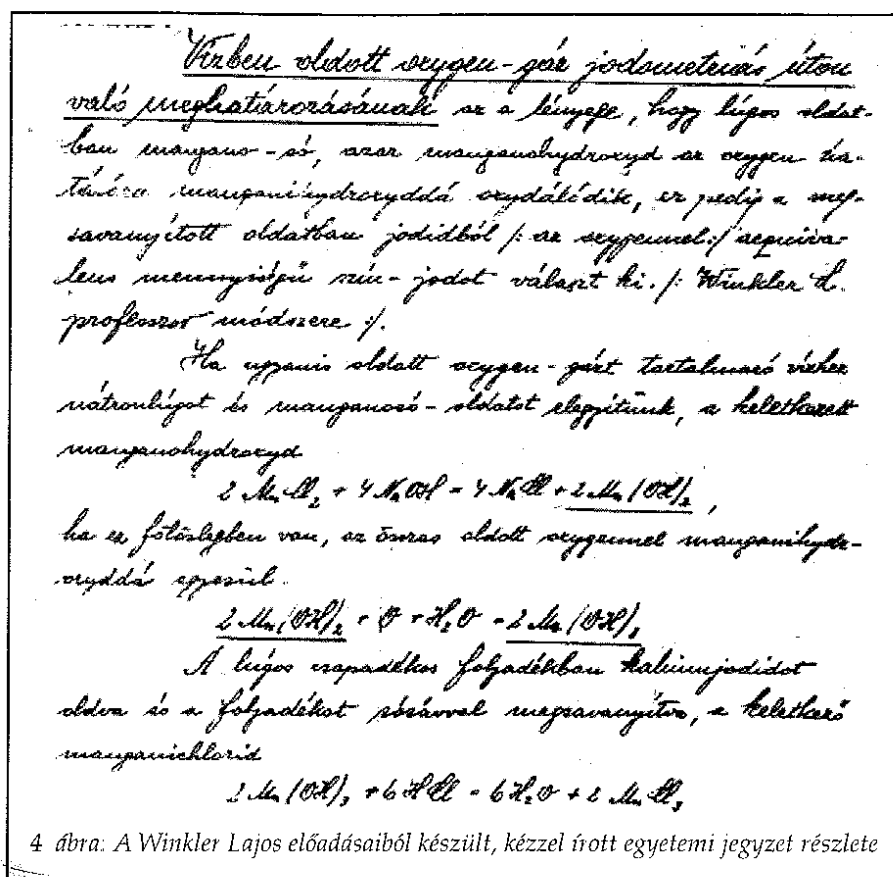 Vízben oldott oxygen-gáz jodometriás úton
való meghatározásának az a lényege, hogy lúgos oldat-
ban mangano-só, azaz manganohydroxyd az oxygen ha-
tására manganihydroxyddá oxydálódik, ez pedig a meg-
savanyított oldatban jodidból /: az oxygennel :/ aequiva-
lens mennyiségű szín-jodot választ ki. /: Winkler L.
professzor módszere :/.
Ha ugyanis oldott oxygen-gázt tartalmazó vízhez
nátronlúgot és manganosó-oldatot elegyítünk, a keletkezett
manganohydroxyd
2 MnCl₂ + 4 NaOH = 4 NaCl + 2 Mn(OH)₂,
ha ez fölöslegben van, az összes oldott oxygennel manganihydr-
oxyddá egyesül.
2 Mn(OH)₂ + O + H₂O = 2 Mn(OH)₃
A lúgos csapadékos folyadékban kaliumjodidot
oldva és a folyadékot sósavval megsavanyítva, a keletkező
manganichlorid
2 Mn(OH)₃ + 6 HCl = 6 H₂O + 2 MnCl₃
4 ábra: A Winkler Lajos előadásaiból készült, kézzel írott egyetemi jegyzet részlete